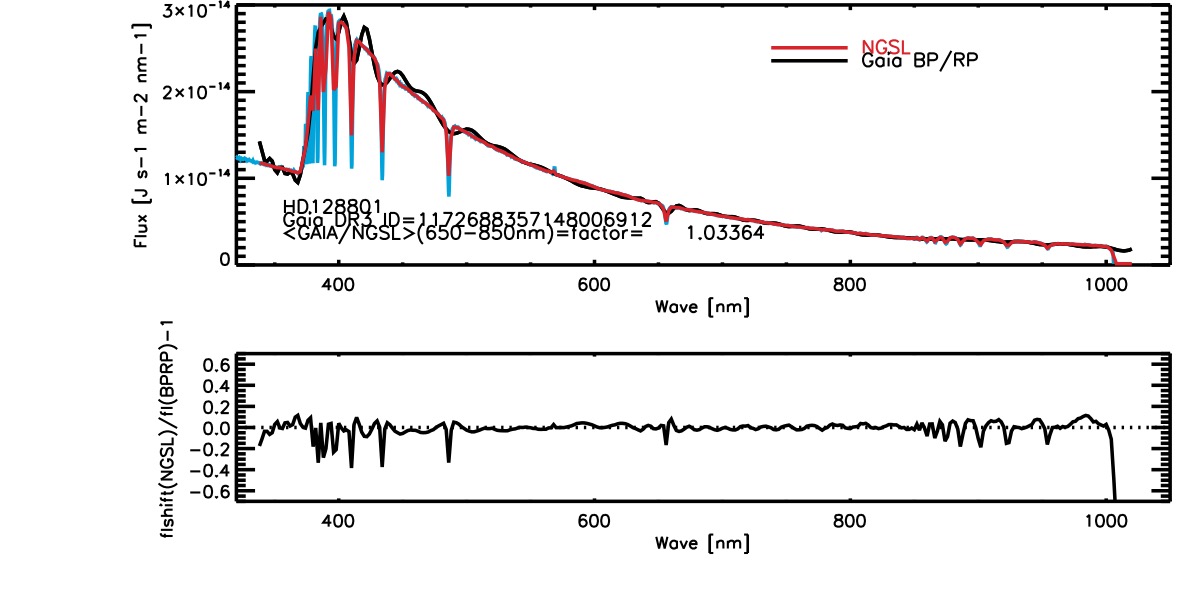 3×10−14
2×10−14
1×10−14
0
Flux [J s−1 m−2 nm−1]
NGSL
Gaia BP/RP
HD128801
Gaia DR3 ID=1172688357148006912
<GAIA/NGSL>(650−850nm)=factor= 1.03364
400 600 800 1000
Wave [nm]
flshift(NGSL)/fl(BPRP)−1
0.6
0.4
0.2
0.0
−0.2
−0.4
−0.6
400 600 800 1000
Wave [nm]